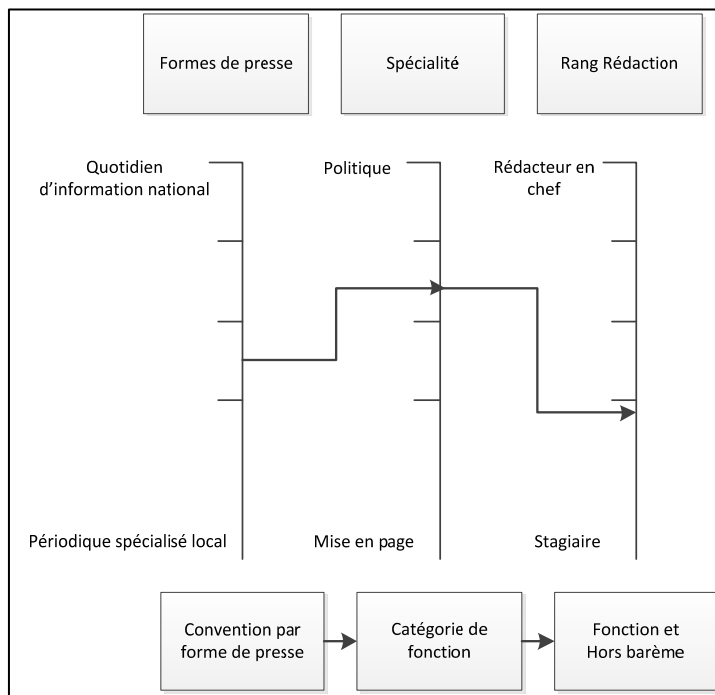 Formes de presse
Spécialité
Rang Rédaction
Quotidien
d’information national
Politique
Rédacteur en
chef
Périodique spécialisé local
Mise en page
Stagiaire
Convention par
forme de presse
Catégorie de
fonction
Fonction et
Hors barème